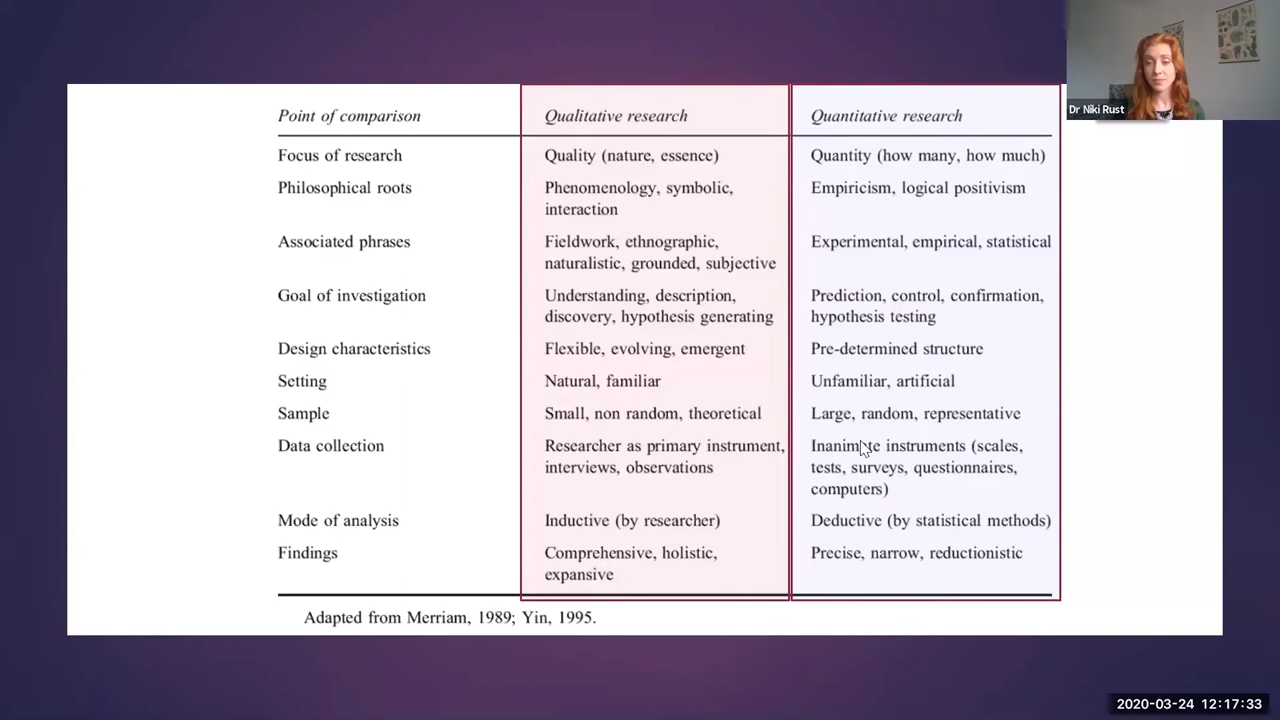 Point of comparison Qualitative research Quantitative research
Focus of research Quality (nature, essence) Quantity (how many, how much)
Philosophical roots Phenomenology, symbolic, Empiricism, logical positivism
interaction
Associated phrases Fieldwork, ethnographic, Experimental, empirical, statistical
naturalistic, grounded, subjective
Goal of investigation Understanding, description, Prediction, control, confirmation,
discovery, hypothesis generating hypothesis testing
Design characteristics Flexible, evolving, emergent Pre-determined structure
Setting Natural, familiar Unfamiliar, artificial
Sample Small, non random, theoretical Large, random, representative
Data collection Researcher as primary instrument, Inanimate instruments (scales,
interviews, observations tests, surveys, questionnaires,
computers)
Mode of analysis Inductive (by researcher) Deductive (by statistical methods)
Findings Comprehensive, holistic, Precise, narrow, reductionistic
expansive
Adapted from Merriam, 1989; Yin, 1995.
Dr Niki Rust
2020-03-24 12:17:33